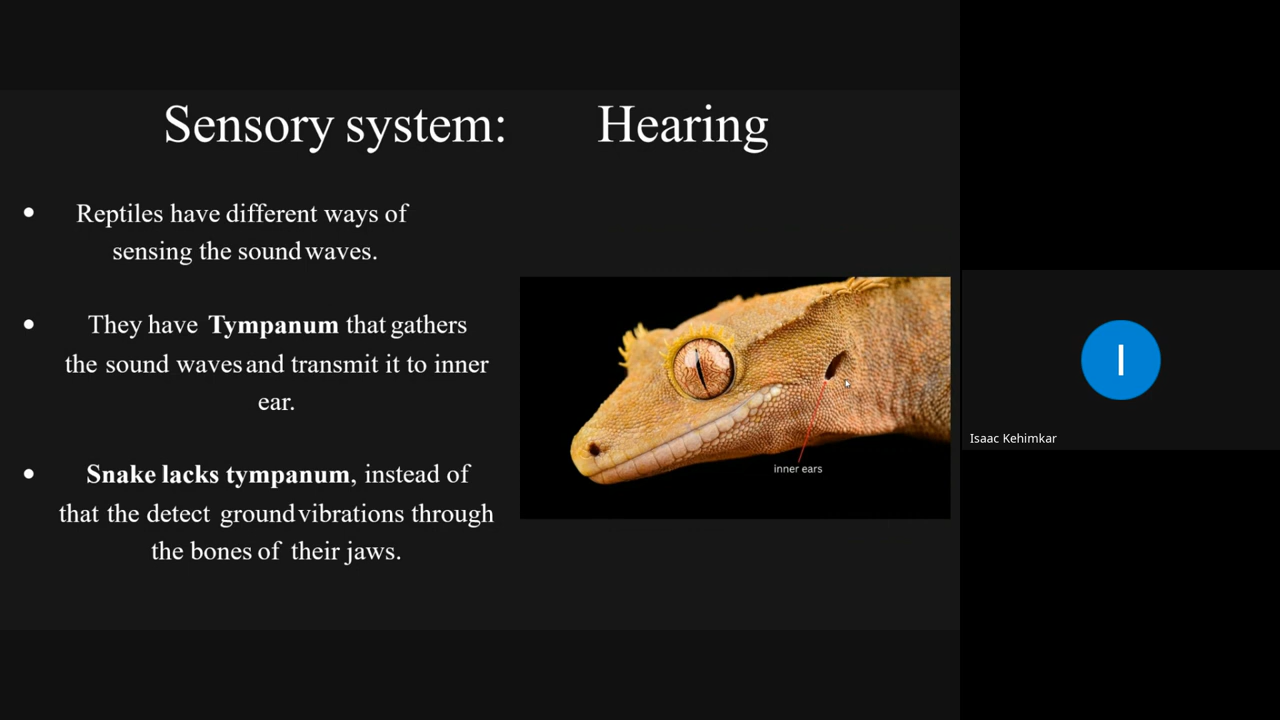 Sensory system: Hearing
Reptiles have different ways of
sensing the sound waves.
They have Tympanum that gathers
the sound waves and transmit it to inner
ear.
Snake lacks tympanum, instead of
that the detect ground vibrations through
the bones of their jaws.
inner ears
I
Isaac Kehimkar